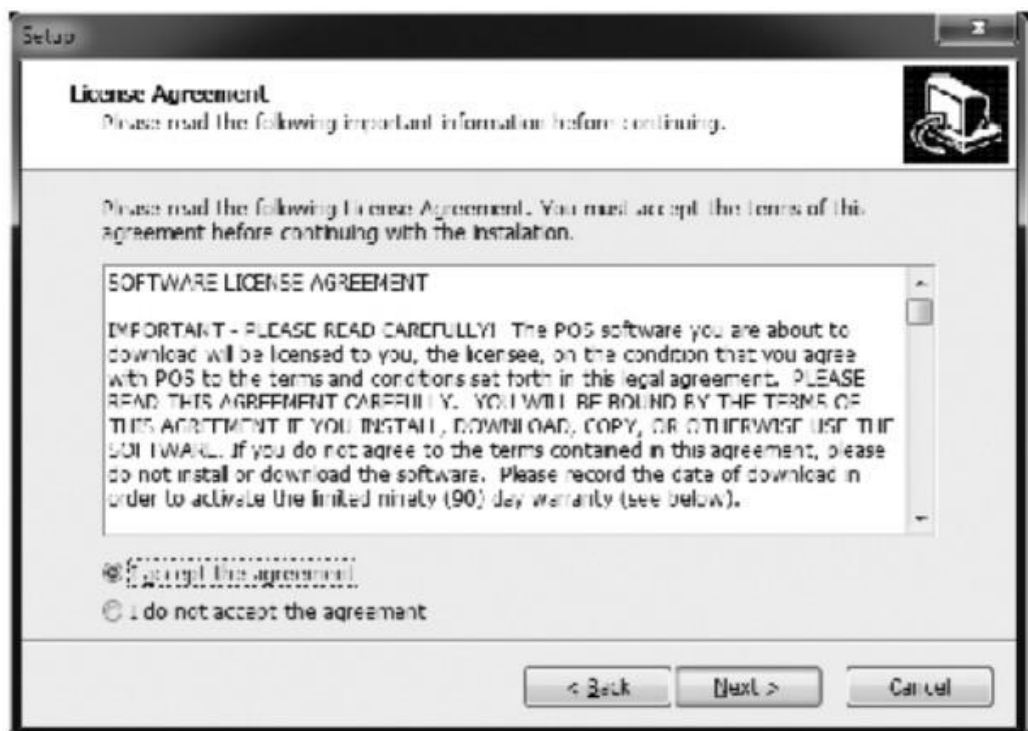 Setup
License Agreement
Please read the following important information before continuing.
Please read the following License Agreement. You must accept the terms of this
agreement before continuing with the installation.
SOFTWARE LICENSE AGREEMENT
IMPORTANT - PLEASE READ CAREFULLY! The POS software you are about to
download will be licensed to you, the licensee, on the condition that you agree
with POS to the terms and conditions set forth in this legal agreement. PLEASE
READ THIS AGREEMENT CAREFULLY. YOU WILL BE BOUND BY THE TERMS OF
THIS AGREEMENT IF YOU INSTALL, DOWNLOAD, COPY, OR OTHERWISE USE THE
SOFTWARE. If you do not agree to the terms contained in this agreement, please
do not install or download the software. Please record the date of download in
order to activate the limited ninety (90) day warranty (see below).
I accept the agreement
I do not accept the agreement
< Back Next > Cancel